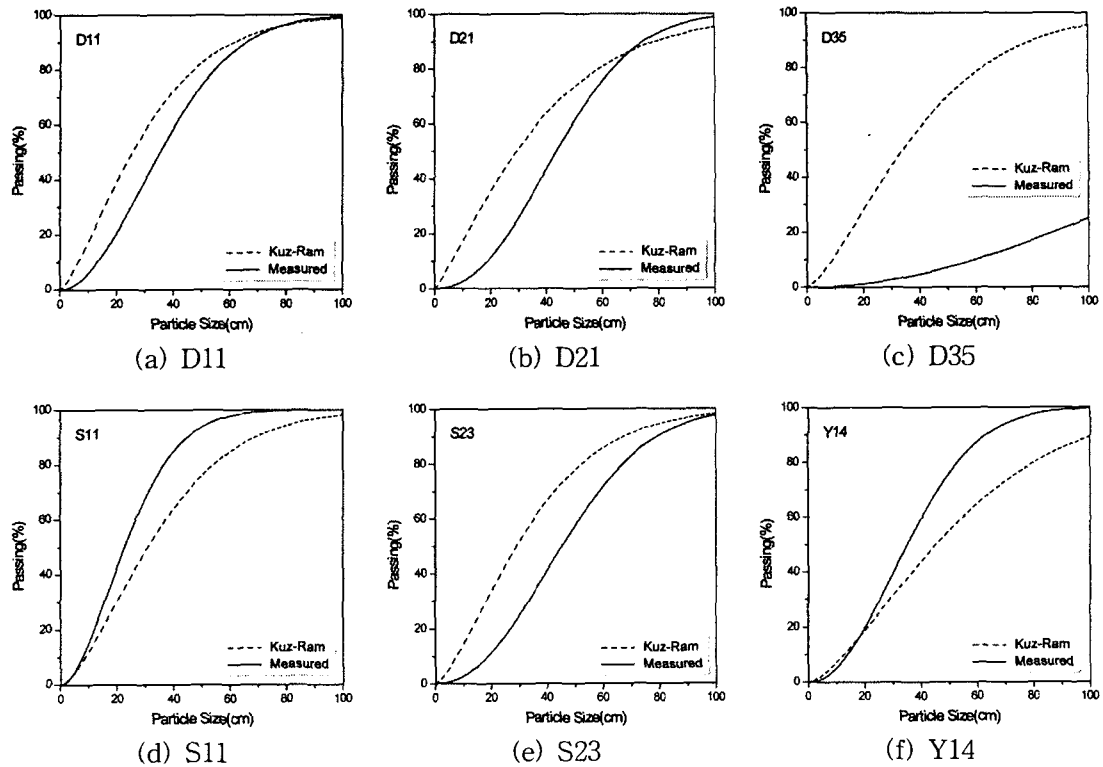 D11
Passing(%)
100
80
60
40
20
0
Kuz-Ram
Measured
0 20 40 60 80 100
Particle Size(cm)
(a) D11
D21
Passing(%)
100
80
60
40
20
0
Kuz-Ram
Measured
0 20 40 60 80 100
Particle Size(cm)
(b) D21
D35
Passing(%)
100
80
60
40
20
0
Kuz-Ram
Measured
0 20 40 60 80 100
Particle Size(cm)
(c) D35
S11
Passing(%)
100
80
60
40
20
0
Kuz-Ram
Measured
0 20 40 60 80 100
Particle Size(cm)
(d) S11
S23
Passing(%)
100
80
60
40
20
0
Kuz-Ram
Measured
0 20 40 60 80 100
Particle Size(cm)
(e) S23
Y14
Passing(%)
100
80
60
40
20
0
Kuz-Ram
Measured
0 20 40 60 80 100
Particle Size(cm)
(f) Y14